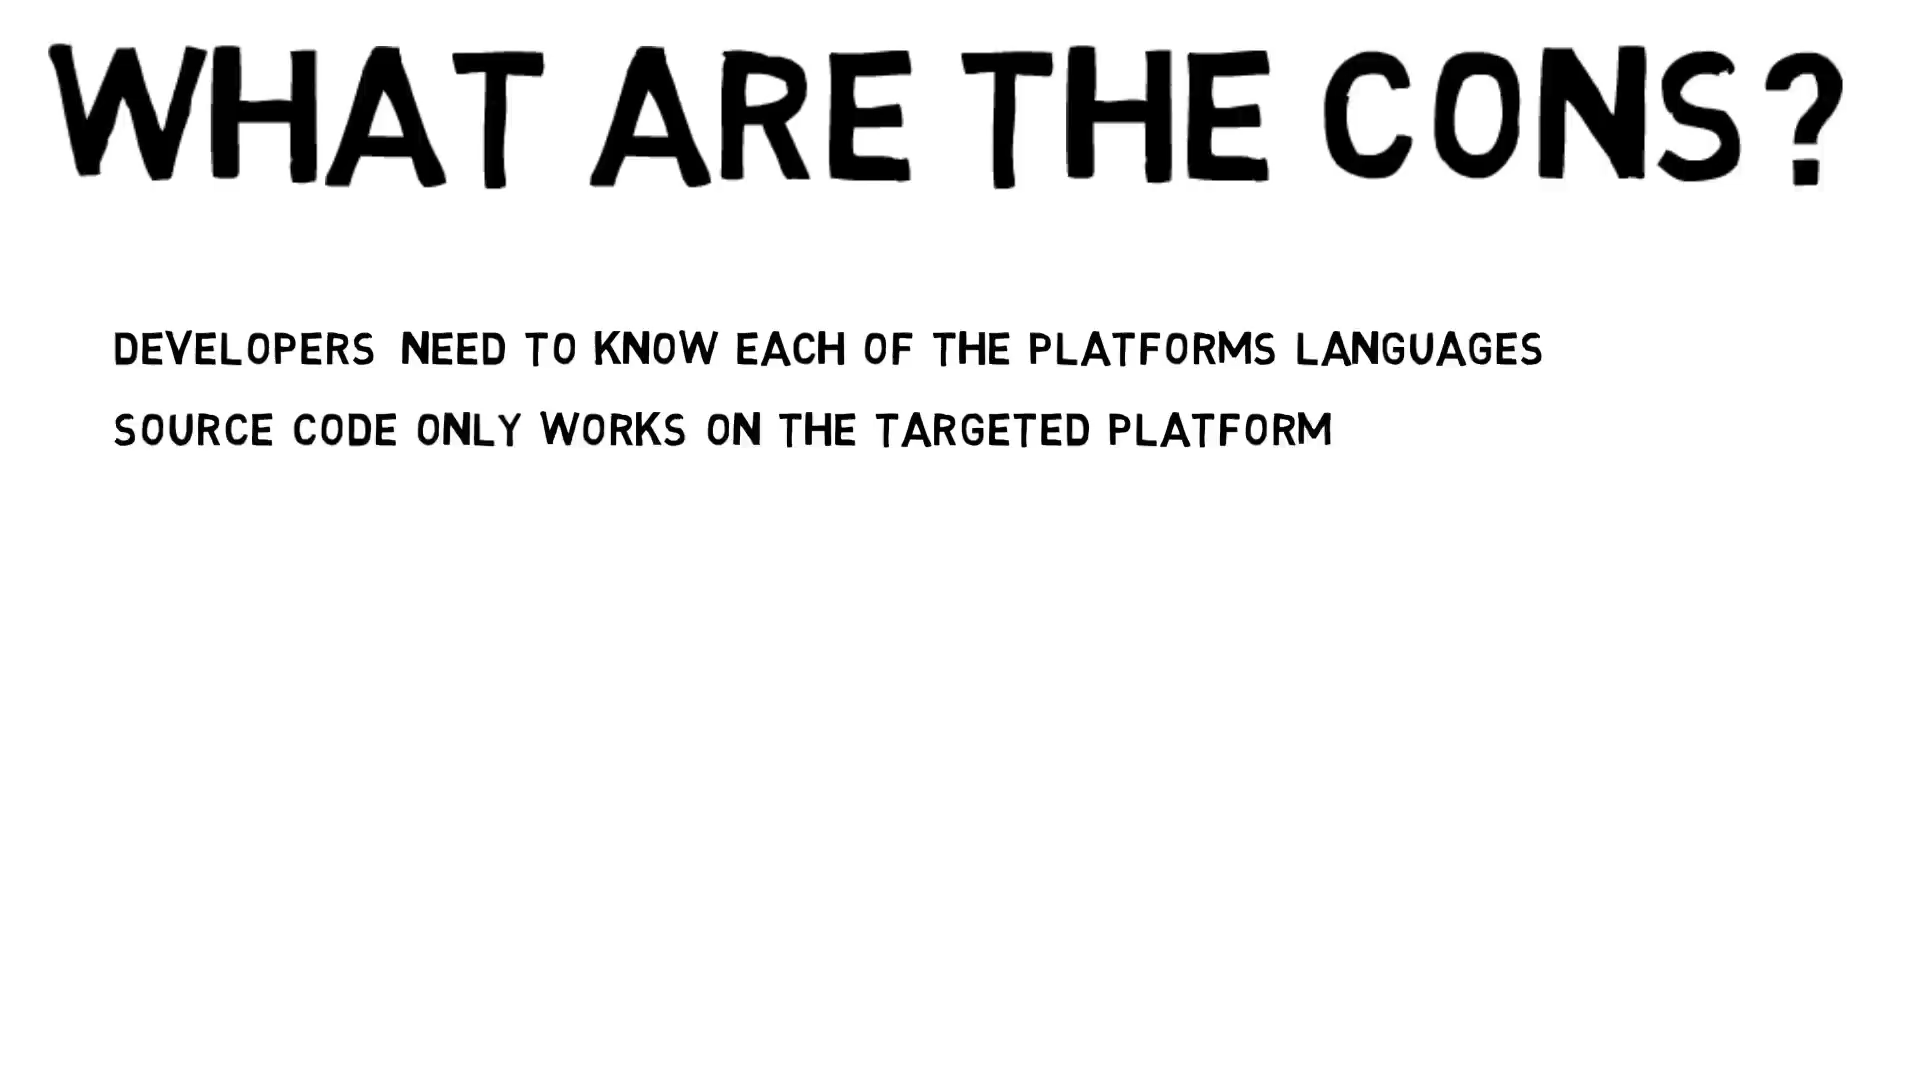 WHAT ARE THE CONS?
DEVELOPERS NEED TO KNOW EACH OF THE PLATFORMS LANGUAGES
SOURCE CODE ONLY WORKS ON THE TARGETED PLATFORM